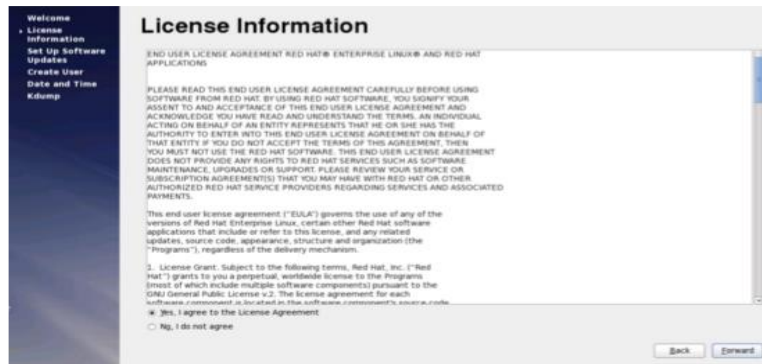 Welcome
License
Information
Set Up Software
Updates
Create User
Date and Time
Kdump
License Information
END USER LICENSE AGREEMENT RED HAT® ENTERPRISE LINUX® AND RED HAT
APPLICATIONS
PLEASE READ THIS END USER LICENSE AGREEMENT CAREFULLY BEFORE USING
SOFTWARE FROM RED HAT. BY USING RED HAT SOFTWARE, YOU SIGNIFY YOUR
ASSENT TO AND ACCEPTANCE OF THIS END USER LICENSE AGREEMENT AND
ACKNOWLEDGE YOU HAVE READ AND UNDERSTAND THE TERMS. AN INDIVIDUAL
ACTING ON BEHALF OF AN ENTITY REPRESENTS THAT HE OR SHE HAS THE
AUTHORITY TO ENTER INTO THIS END USER LICENSE AGREEMENT ON BEHALF OF
THAT ENTITY. IF YOU DO NOT ACCEPT THE TERMS OF THIS AGREEMENT, THEN
YOU MUST NOT USE THE RED HAT SOFTWARE. THIS END USER LICENSE AGREEMENT
DOES NOT PROVIDE ANY RIGHTS TO RED HAT SERVICES SUCH AS SOFTWARE
MAINTENANCE, UPGRADES OR SUPPORT. PLEASE REVIEW YOUR SERVICE OR
SUBSCRIPTION AGREEMENT(S) THAT YOU MAY HAVE WITH RED HAT OR OTHER
AUTHORIZED RED HAT SERVICE PROVIDERS REGARDING SERVICES AND ASSOCIATED
PAYMENTS.
This end user license agreement ("EULA") governs the use of any of the
versions of Red Hat Enterprise Linux, certain other Red Hat software
applications that include or refer to this license, and any related
updates, source code, appearance, structure and organization (the
"Programs"), regardless of the delivery mechanism.
1. License Grant. Subject to the following terms, Red Hat, Inc. ("Red
Hat") grants to you a perpetual, worldwide license to the Programs
(most of which include multiple software components) pursuant to the
GNU General Public License v.2. The license agreement for each
software component is located in the software component's source code
Yes, I agree to the License Agreement
No, I do not agree
Back
Forward